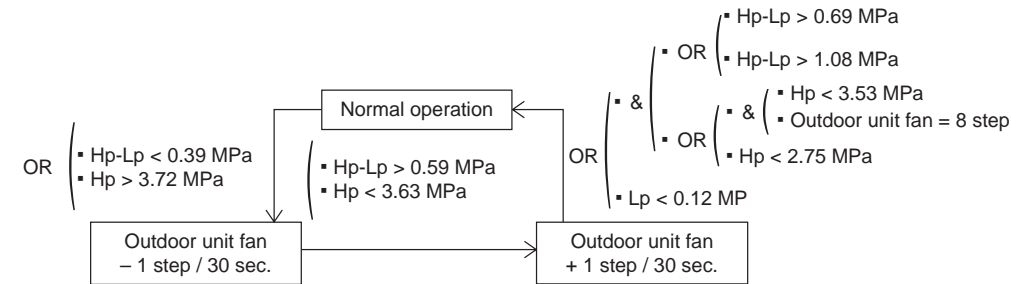 ▪ Hp-Lp > 0.69 MPa
▪ OR
▪ Hp-Lp > 1.08 MPa
▪ &
▪ Hp < 3.53 MPa
▪ &
▪ Outdoor unit fan = 8 step
▪ OR
▪ Hp < 2.75 MPa
Normal operation
OR
▪ Lp < 0.12 MP
OR
▪ Hp-Lp < 0.39 MPa
▪ Hp > 3.72 MPa
▪ Hp-Lp > 0.59 MPa
▪ Hp < 3.63 MPa
Outdoor unit fan
– 1 step / 30 sec.
Outdoor unit fan
+ 1 step / 30 sec.